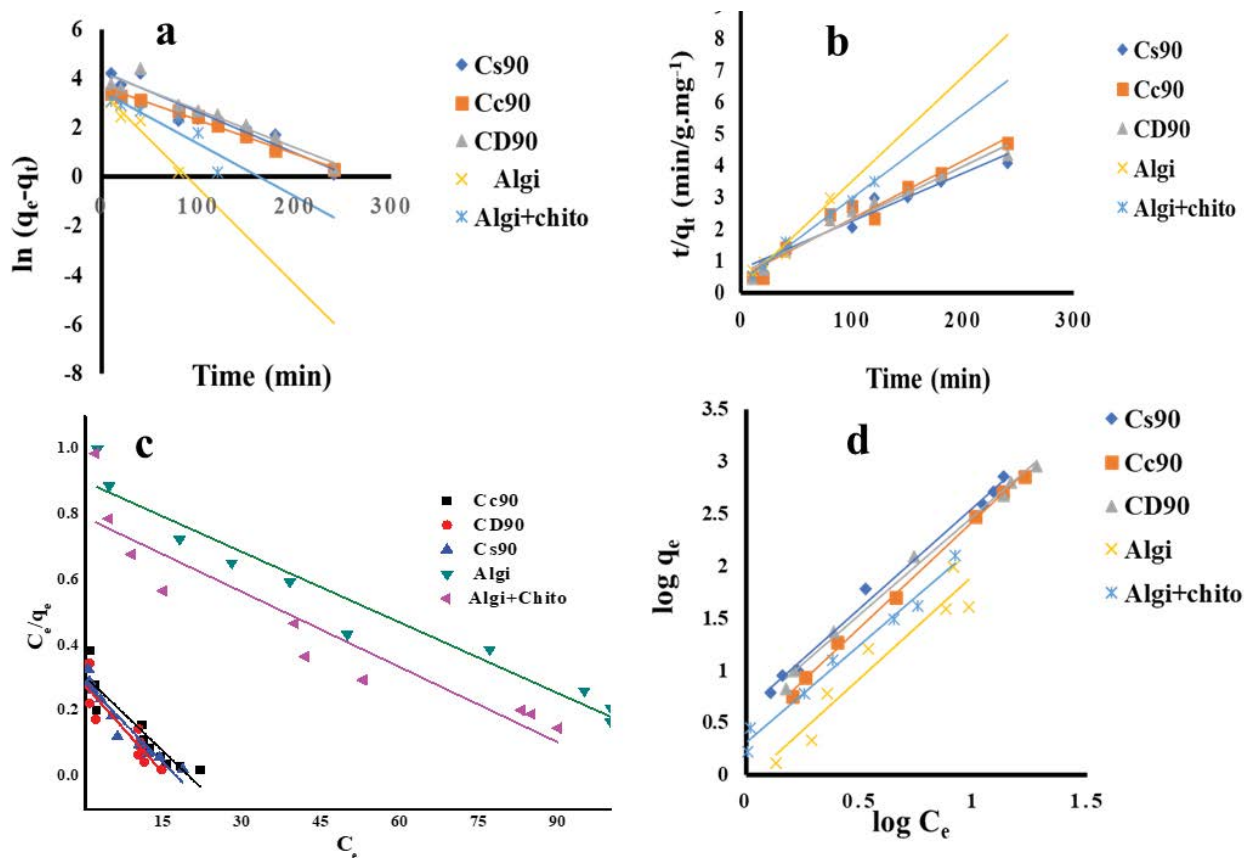 a
6
4
2
0
-2
-4
-6
-8
0
100
200
300
ln (qe-qt)
Time (min)
Cs90
Cc90
CD90
Algi
Algi+chito
b
8
7
6
5
4
3
2
1
0
0
100
200
300
t/qt (min/g.mg⁻¹)
Time (min)
Cs90
Cc90
CD90
Algi
Algi+chito
c
1.0
0.8
0.6
0.4
0.2
0.0
15
30
45
60
75
90
Ce/qe
C
Cc90
CD90
Cs90
Algi
Algi+Chito
d
3.5
3
2.5
2
1.5
1
0.5
0
0
0.5
1
1.5
log qe
log Ce
Cs90
Cc90
CD90
Algi
Algi+chito